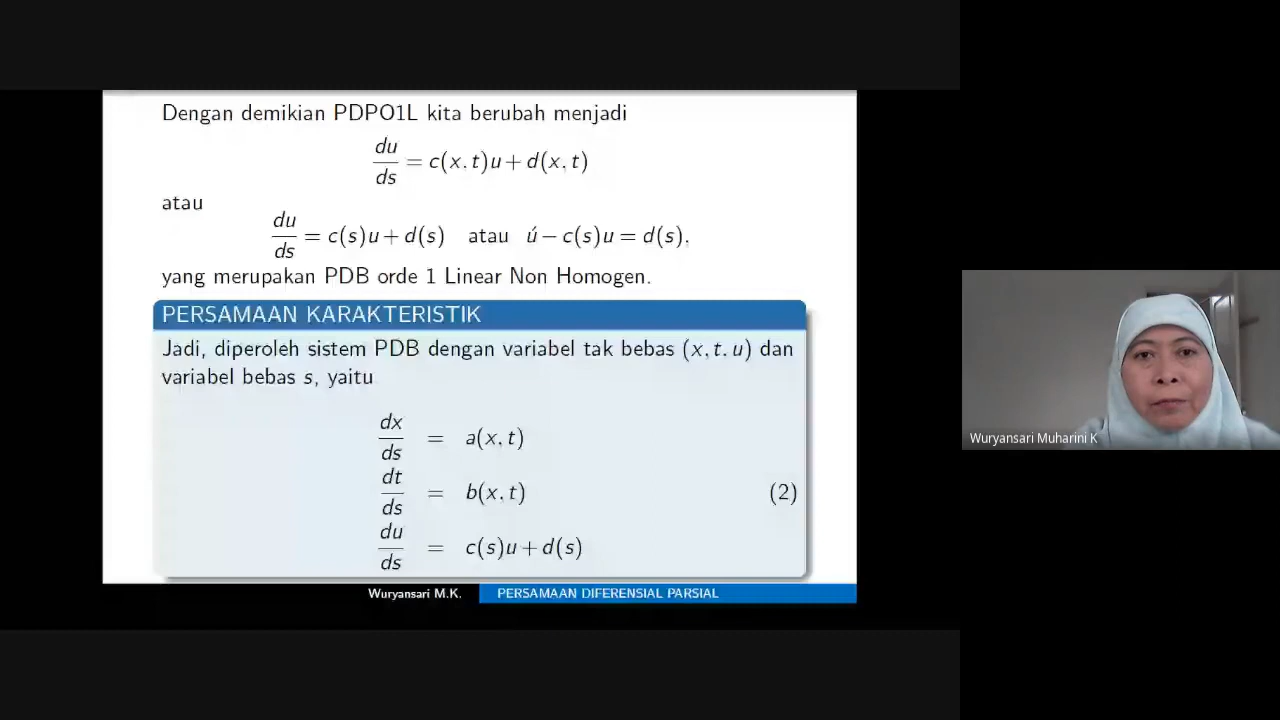 Dengan demikian PDPO1L kita berubah menjadi
du/ds = c(x,t)u + d(x,t)
atau
du/ds = c(s)u + d(s) atau ú − c(s)u = d(s),
yang merupakan PDB orde 1 Linear Non Homogen.
PERSAMAAN KARAKTERISTIK
Jadi, diperoleh sistem PDB dengan variabel tak bebas (x,t,u) dan
variabel bebas s, yaitu
dx/ds = a(x,t)
dt/ds = b(x,t) (2)
du/ds = c(s)u + d(s)
Wuryansari M.K. PERSAMAAN DIFERENSIAL PARSIAL
Wuryansari Muharini K